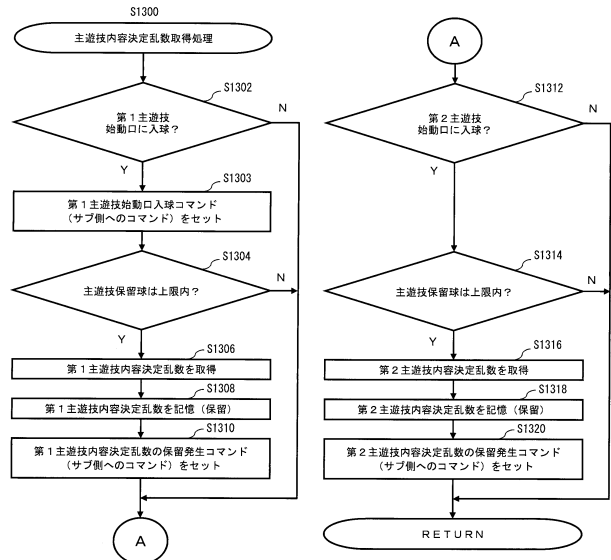 S1300
主遊技内容決定乱数取得処理
S1302
第1主遊技
始動口に入球？
N
Y
S1303
第1主遊技始動口入球コマンド
（サブ側へのコマンド）をセット
S1304
主遊技保留球は上限内？
N
Y
S1306
第1主遊技内容決定乱数を取得
S1308
第1主遊技内容決定乱数を記憶（保留）
S1310
第1主遊技内容決定乱数の保留発生コマンド
（サブ側へのコマンド）をセット
A
A
S1312
第2主遊技
始動口に入球？
N
Y
S1314
主遊技保留球は上限内？
N
Y
S1316
第2主遊技内容決定乱数を取得
S1318
第2主遊技内容決定乱数を記憶（保留）
S1320
第2主遊技内容決定乱数の保留発生コマンド
（サブ側へのコマンド）をセット
RETURN